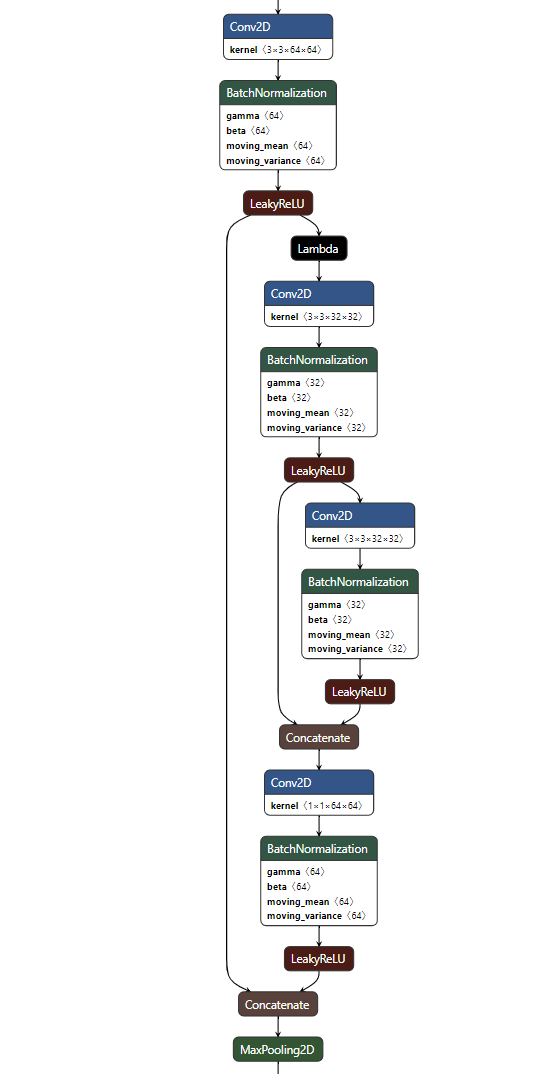 Conv2D
kernel 〈3×3×64×64〉
BatchNormalization
gamma 〈64〉
beta 〈64〉
moving_mean 〈64〉
moving_variance 〈64〉
LeakyReLU
Lambda
Conv2D
kernel 〈3×3×32×32〉
BatchNormalization
gamma 〈32〉
beta 〈32〉
moving_mean 〈32〉
moving_variance 〈32〉
LeakyReLU
Conv2D
kernel 〈3×3×32×32〉
BatchNormalization
gamma 〈32〉
beta 〈32〉
moving_mean 〈32〉
moving_variance 〈32〉
LeakyReLU
Concatenate
Conv2D
kernel 〈1×1×64×64〉
BatchNormalization
gamma 〈64〉
beta 〈64〉
moving_mean 〈64〉
moving_variance 〈64〉
LeakyReLU
Concatenate
MaxPooling2D